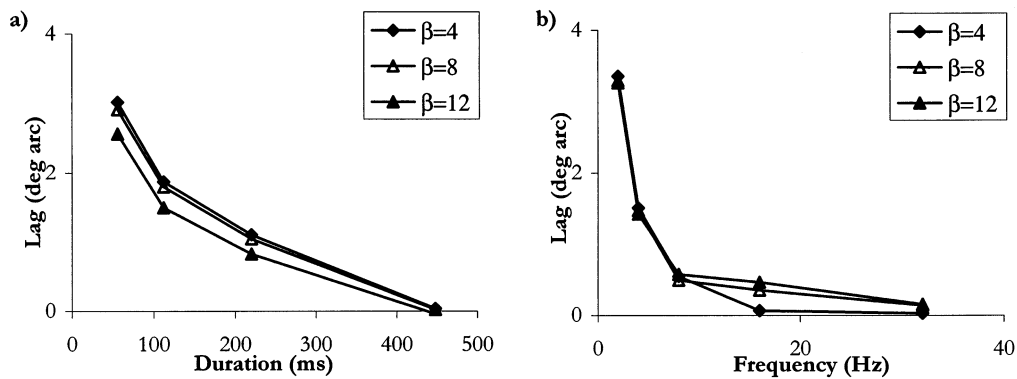 a)
4
2
0
Lag (deg arc)
β=4
β=8
β=12
0 100 200 300 400 500
Duration (ms)
b)
4
2
0
Lag (deg arc)
β=4
β=8
β=12
0 20 40
Frequency (Hz)